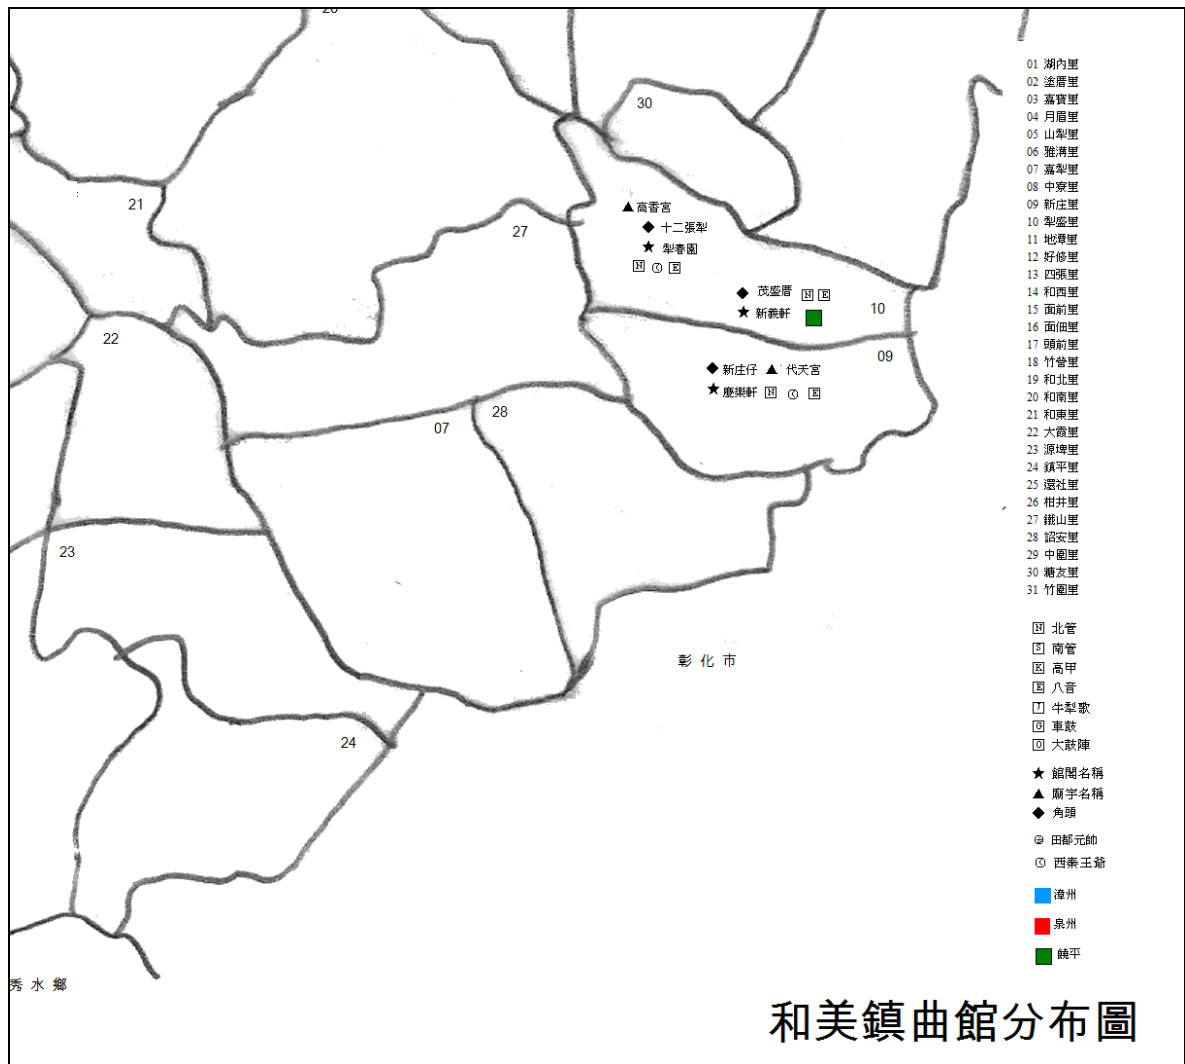 20
30
21
高香宮
十二張犁
犁春園
N ㄑ E
27
茂盛厝 N E
新義軒
10
22
09
新庄仔 代天宮
慶樂軒 N ㄑ E
28
07
23
彰化市
24
秀水鄉
01 湖內里
02 塗厝里
03 嘉寶里
04 月眉里
05 山犁里
06 雅溝里
07 嘉犁里
08 中寮里
09 新庄里
10 犁盛里
11 地潭里
12 好修里
13 四張里
14 和西里
15 面前里
16 面佃里
17 頭前里
18 竹營里
19 和北里
20 和南里
21 和東里
22 大霞里
23 源埤里
24 鎮平里
25 還社里
26 柑井里
27 鐵山里
28 詔安里
29 中圍里
30 糖友里
31 竹園里
N 北管
S 南管
K 高甲
E 八音
T 牛犁歌
G 車鼓
O 大鼓陣
館閣名稱
廟宇名稱
角頭
田都元帥
ㄑ 西秦王爺
漳州
泉州
饒平
和美鎮曲館分布圖